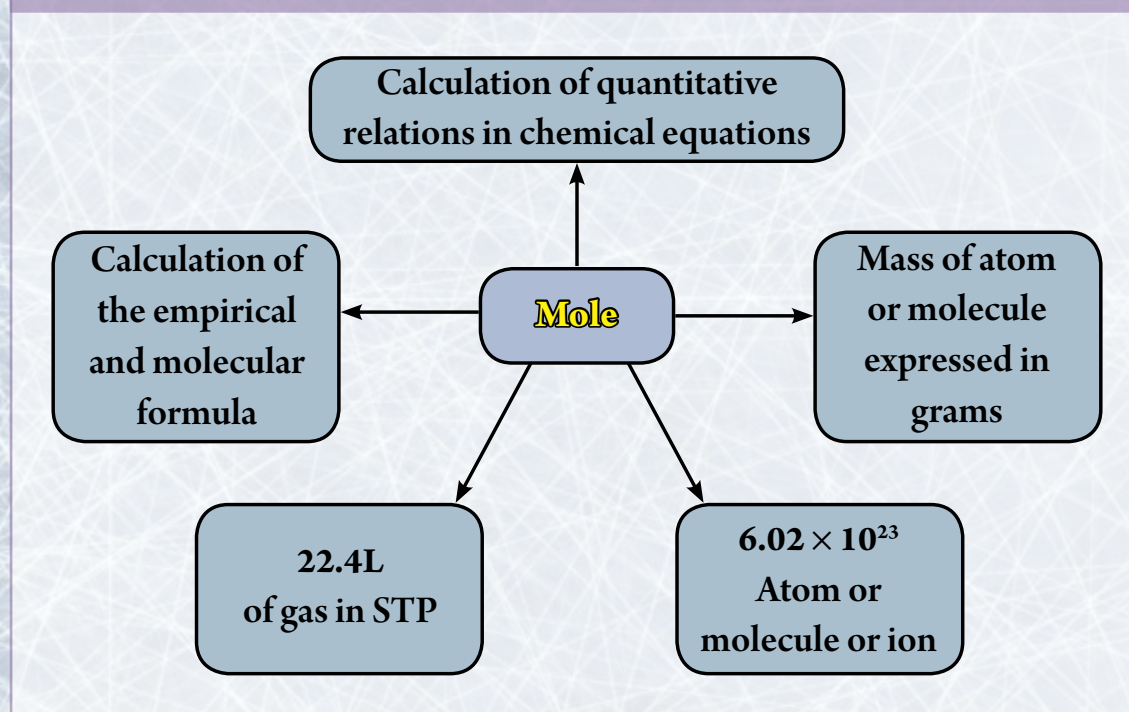 Calculation of quantitative
relations in chemical equations
Calculation of
the empirical
and molecular
formula
Mole
Mass of atom
or molecule
expressed in
grams
22.4L
of gas in STP
6.02 × 10²³
Atom or
molecule or ion